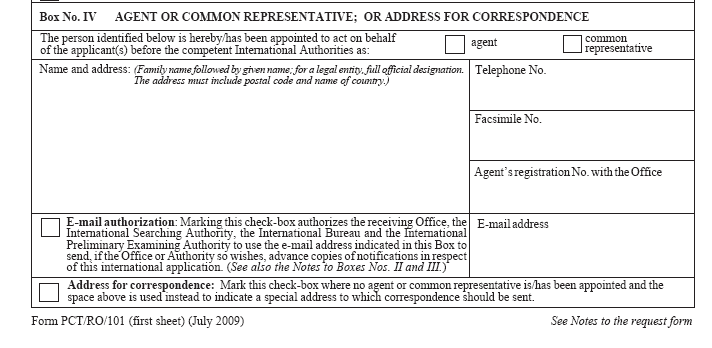 Box No. IV AGENT OR COMMON REPRESENTATIVE; OR ADDRESS FOR CORRESPONDENCE
The person identified below is hereby/has been appointed to act on behalf
of the applicant(s) before the competent International Authorities as:
agent
common
representative
Name and address: (Family name followed by given name; for a legal entity, full official designation.
The address must include postal code and name of country.)
Telephone No.
Facsimile No.
Agent's registration No. with the Office
E-mail authorization: Marking this check-box authorizes the receiving Office, the
International Searching Authority, the International Bureau and the International
Preliminary Examining Authority to use the e-mail address indicated in this Box to
send, if the Office or Authority so wishes, advance copies of notifications in respect
of this international application. (See also the Notes to Boxes Nos. II and III.)
E-mail address
Address for correspondence: Mark this check-box where no agent or common representative is/has been appointed and the
space above is used instead to indicate a special address to which correspondence should be sent.
Form PCT/RO/101 (first sheet) (July 2009)
See Notes to the request form